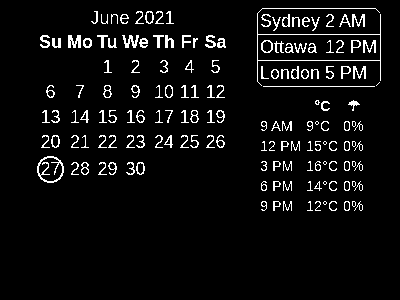 June 2021
Su Mo Tu We Th Fr Sa
1 2 3 4 5
6 7 8 9 10 11 12
13 14 15 16 17 18 19
20 21 22 23 24 25 26
27 28 29 30
Sydney 2 AM
Ottawa 12 PM
London 5 PM
°C ☂
9 AM 9°C 0%
12 PM 15°C 0%
3 PM 16°C 0%
6 PM 14°C 0%
9 PM 12°C 0%